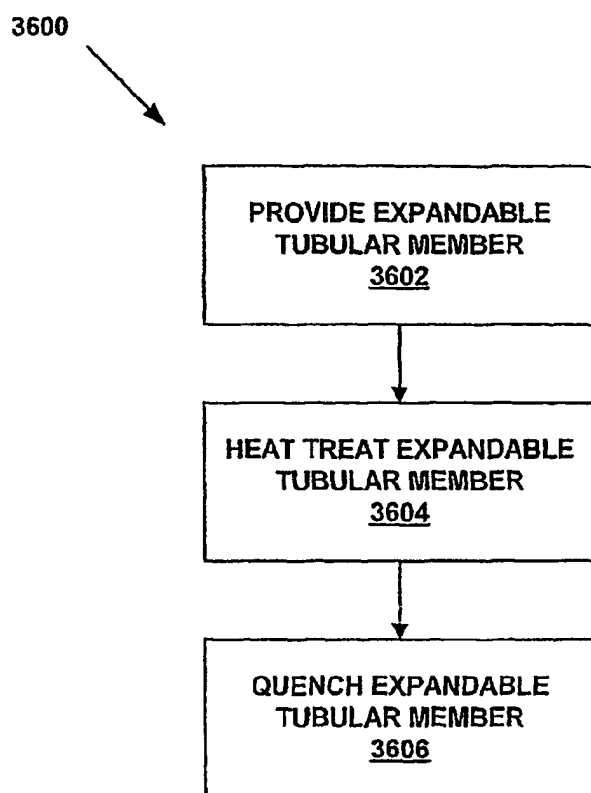 3600
PROVIDE EXPANDABLE
TUBULAR MEMBER
3602
HEAT TREAT EXPANDABLE
TUBULAR MEMBER
3604
QUENCH EXPANDABLE
TUBULAR MEMBER
3606